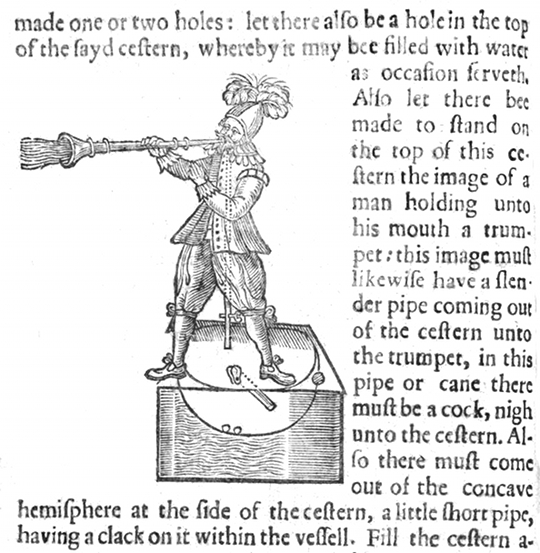 made one or two holes: let there alſo be a hole in the top
of the ſayd ceſtern, whereby it may bee filled with water
as occaſion ſerveth.
Alſo let there bee
made to ſtand on
the top of this ce-
ſtern the image of a
man holding unto
his mouth a trum-
pet: this image muſt
likewiſe have a ſlen-
der pipe coming out
of the ceſtern unto
the trumpet, in this
pipe or cane there
muſt be a cock, nigh
unto the ceſtern. Al-
ſo there muſt come
out of the concave
hemiſphere at the ſide of the ceſtern, a little ſhort pipe,
having a clack on it within the veſſell. Fill the ceſtern a-